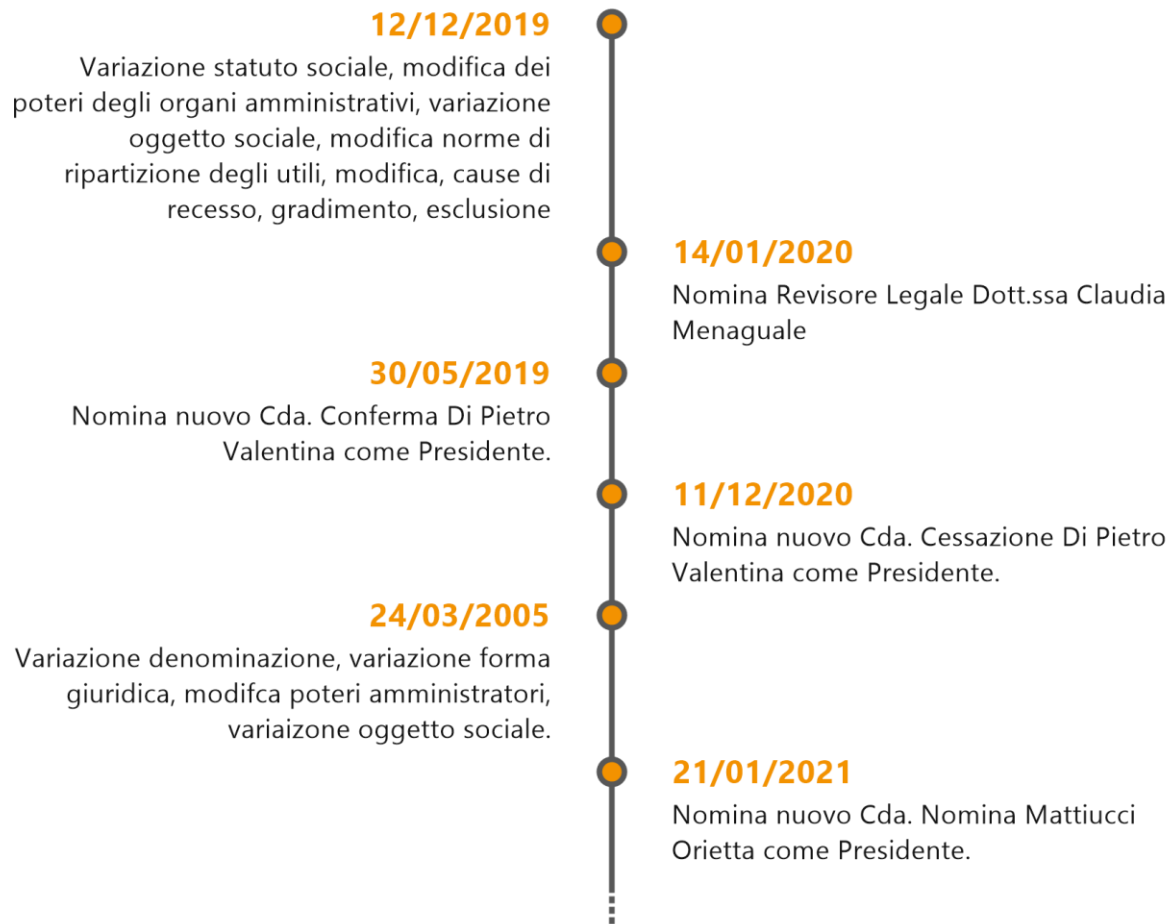 12/12/2019
Variazione statuto sociale, modifica dei
poteri degli organi amministrativi, variazione
oggetto sociale, modifica norme di
ripartizione degli utili, modifica, cause di
recesso, gradimento, esclusione
14/01/2020
Nomina Revisore Legale Dott.ssa Claudia
Menaguale
30/05/2019
Nomina nuovo Cda. Conferma Di Pietro
Valentina come Presidente.
11/12/2020
Nomina nuovo Cda. Cessazione Di Pietro
Valentina come Presidente.
24/03/2005
Variazione denominazione, variazione forma
giuridica, modifca poteri amministratori,
variaizone oggetto sociale.
21/01/2021
Nomina nuovo Cda. Nomina Mattiucci
Orietta come Presidente.